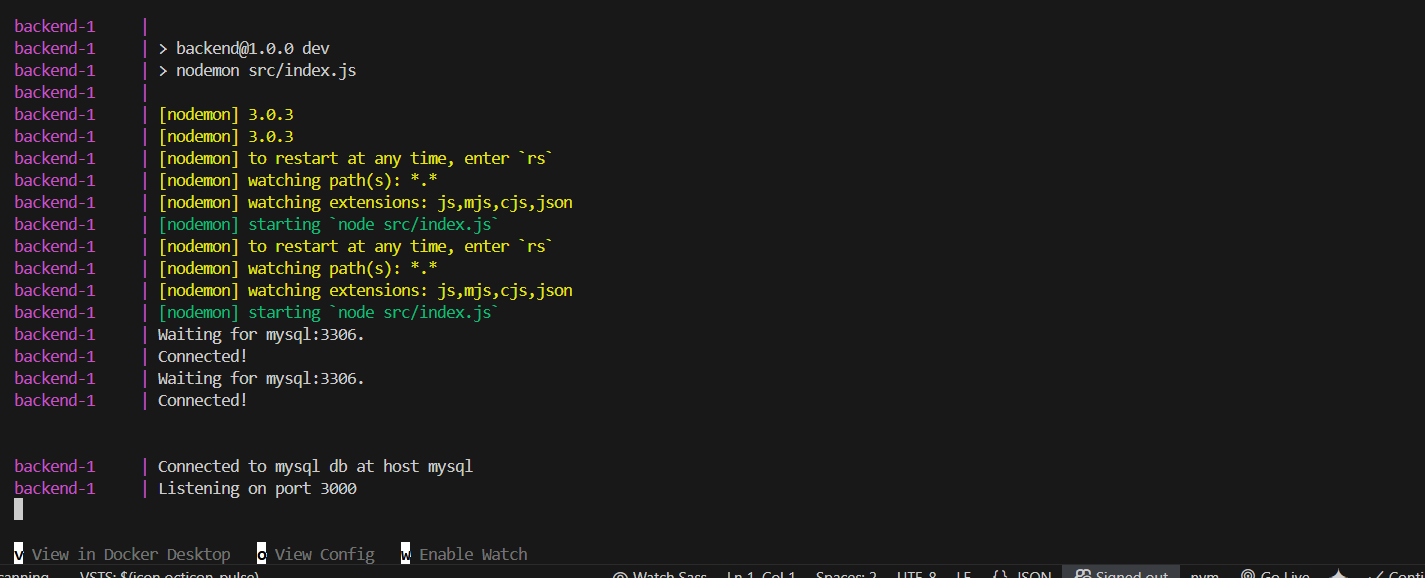 backend-1 |
backend-1 | > backend@1.0.0 dev
backend-1 | > nodemon src/index.js
backend-1 |
backend-1 | [nodemon] 3.0.3
backend-1 | [nodemon] 3.0.3
backend-1 | [nodemon] to restart at any time, enter `rs`
backend-1 | [nodemon] watching path(s): *.*
backend-1 | [nodemon] watching extensions: js,mjs,cjs,json
backend-1 | [nodemon] starting `node src/index.js`
backend-1 | [nodemon] to restart at any time, enter `rs`
backend-1 | [nodemon] watching path(s): *.*
backend-1 | [nodemon] watching extensions: js,mjs,cjs,json
backend-1 | [nodemon] starting `node src/index.js`
backend-1 | Waiting for mysql:3306.
backend-1 | Connected!
backend-1 | Waiting for mysql:3306.
backend-1 | Connected!
backend-1 | Connected to mysql db at host mysql
backend-1 | Listening on port 3000
v View in Docker Desktop o View Config w Enable Watch
canning VSTS: $(icon octicon-pulse) Watch Sass Ln 1, Col 1 Spaces: 2 UTF-8 LF {} JSON Signed out Go Live